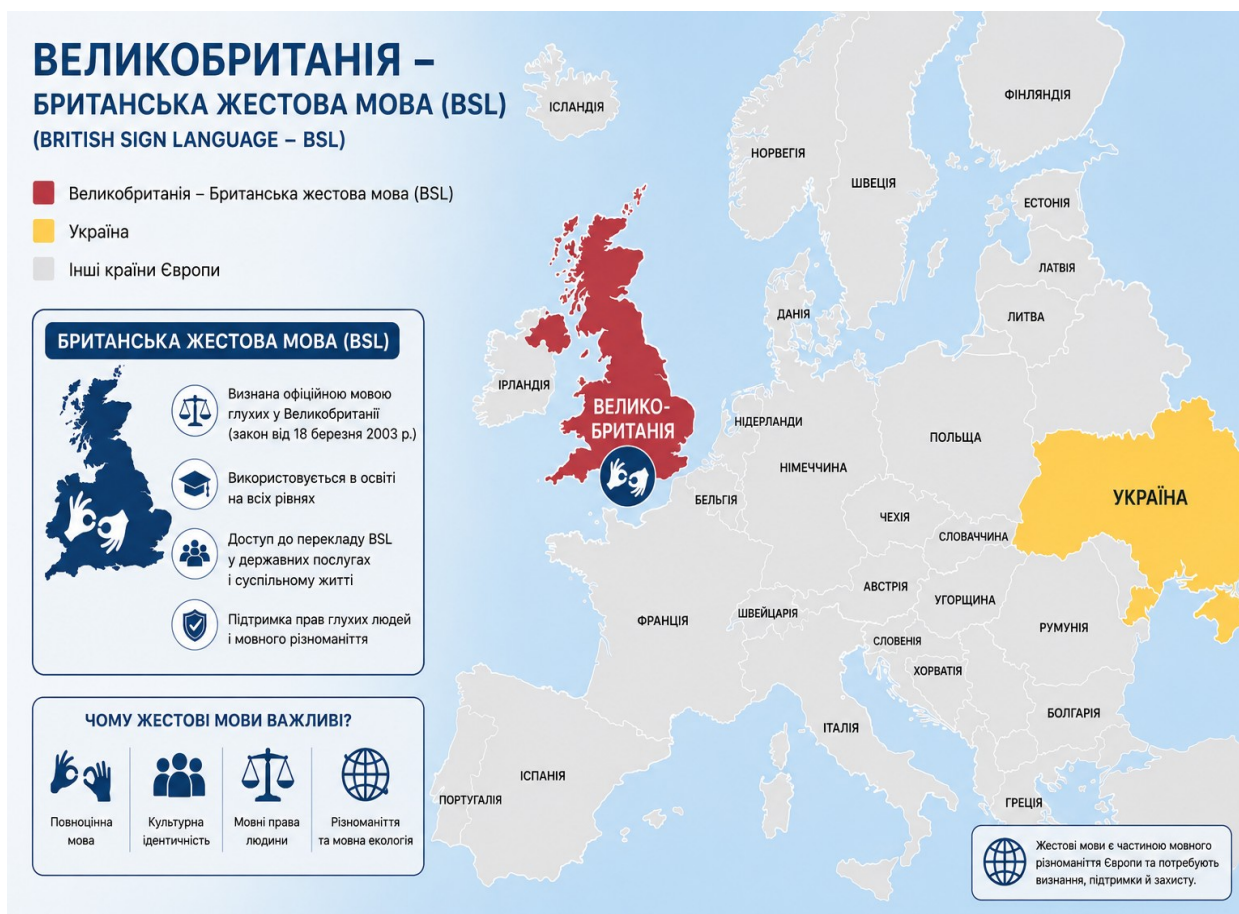 ВЕЛИКОБРИТАНІЯ –
БРИТАНСЬКА ЖЕСТОВА МОВА (BSL)
(BRITISH SIGN LANGUAGE – BSL)
Великобританія – Британська жестова мова (BSL)
Україна
Інші країни Європи
БРИТАНСЬКА ЖЕСТОВА МОВА (BSL)
Визнана офіційною мовою
глухих у Великобританії
(закон від 18 березня 2003 р.)
Використовується в освіті
на всіх рівнях
Доступ до перекладу BSL
у державних послугах
і суспільному житті
Підтримка прав глухих людей
і мовного різноманіття
ЧОМУ ЖЕСТОВІ МОВИ ВАЖЛИВІ?
Повноцінна
мова
Культурна
ідентичність
Мовні права
людини
Різноманіття
та мовна екологія
ІСЛАНДІЯ
ФІНЛЯНДІЯ
НОРВЕГІЯ
ШВЕЦІЯ
ЕСТОНІЯ
ЛАТВІЯ
ДАНІЯ
ЛИТВА
ІРЛАНДІЯ
ВЕЛИКО-
БРИТАНІЯ
НІДЕРЛАНДИ
ПОЛЬЩА
НІМЕЧЧИНА
БЕЛЬГІЯ
УКРАЇНА
ЧЕХІЯ
СЛОВАЧЧИНА
АВСТРІЯ
УГОРЩИНА
ШВЕЙЦАРІЯ
ФРАНЦІЯ
РУМУНІЯ
СЛОВЕНІЯ
ХОРВАТІЯ
БОЛГАРІЯ
ІТАЛІЯ
ІСПАНІЯ
ПОРТУГАЛІЯ
ГРЕЦІЯ
Жестові мови є частиною мовного
різноманіття Європи та потребують
визнання, підтримки й захисту.